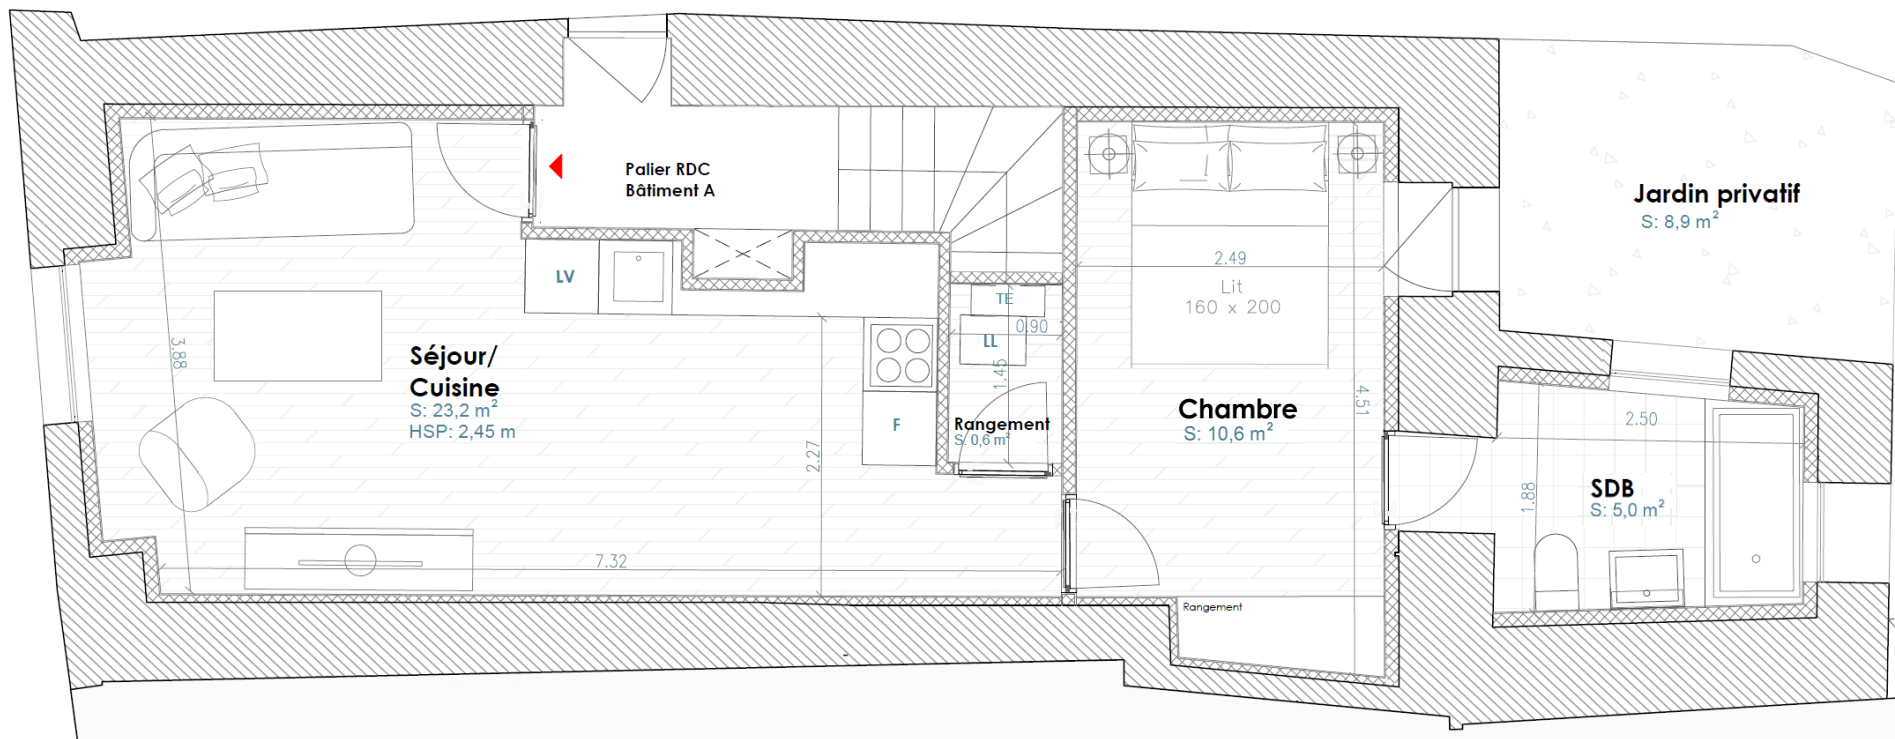 Palier RDC
Bâtiment A
Jardin privatif
S: 8,9 m²
LV
2.49
Lit
160 x 200
TE
0.90
LL
1.45
3.88
Séjour/
Cuisine
S: 23,2 m²
HSP: 2,45 m
F
Rangement
S: 0,6 m²
Chambre
S: 10,6 m²
4.51
2.50
2.27
1.88
SDB
S: 5,0 m²
7.32
Rangement